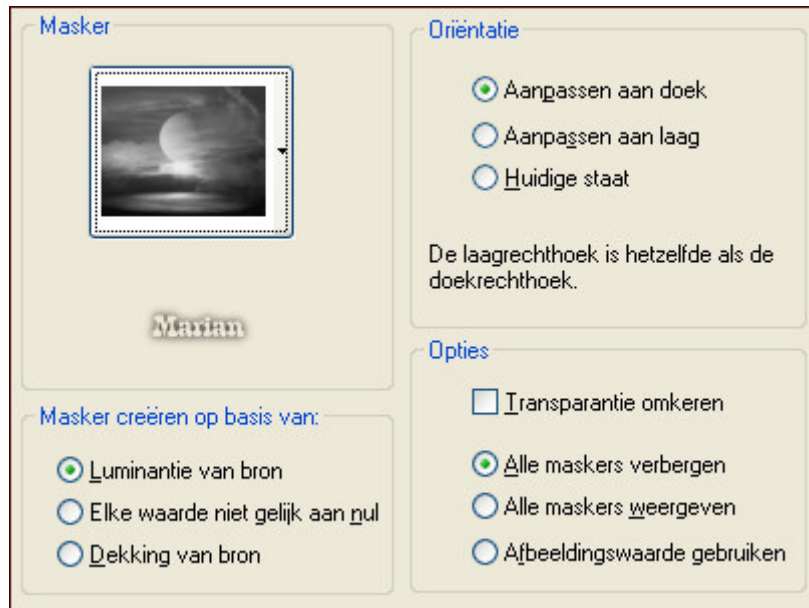 Masker
Marian
Masker creëren op basis van:
Luminantie van bron
Elke waarde niet gelijk aan nul
Dekking van bron
Oriëntatie
Aanpassen aan doek
Aanpassen aan laag
Huidige staat
De laagrechthoek is hetzelfde als de
doekrechthoek.
Opties
Transparantie omkeren
Alle maskers verbergen
Alle maskers weergeven
Afbeeldingswaarde gebruiken